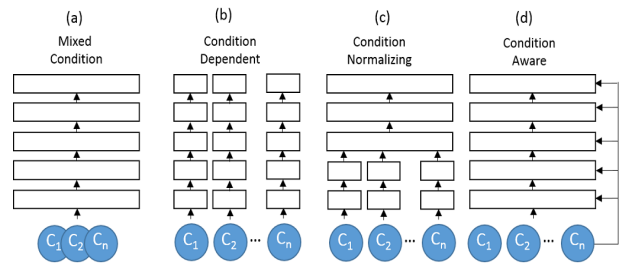 (a)
Mixed
Condition
C1 C2 Cn
(b)
Condition
Dependent
C1 C2 ... Cn
(c)
Condition
Normalizing
C1 C2 ... Cn
(d)
Condition
Aware
C1 C2 ... Cn